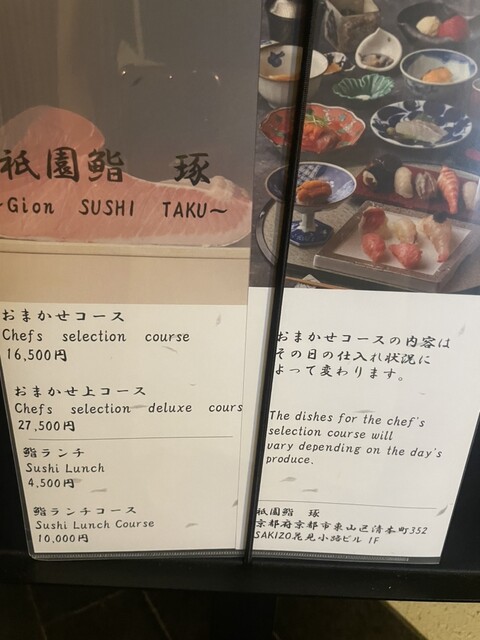 祇園鮨 琢
~Gion SUSHI TAKU~
おまかせコース
Chefs selection course
16,500円
おまかせ上コース
Chefs selection deluxe cours
27,500円
鮨ランチ
Sushi Lunch
4,500円
鮨ランチコース
Sushi Lunch Course
10,000円
おまかせコースの内容は
その日の仕入れ状況に
よって変わります。
The dishes for the chef's
selection course will
vary depending on the day's
produce.
祇園鮨 琢
京都府京都市東山区清本町352
SAKIZO花見小路ビル 1F